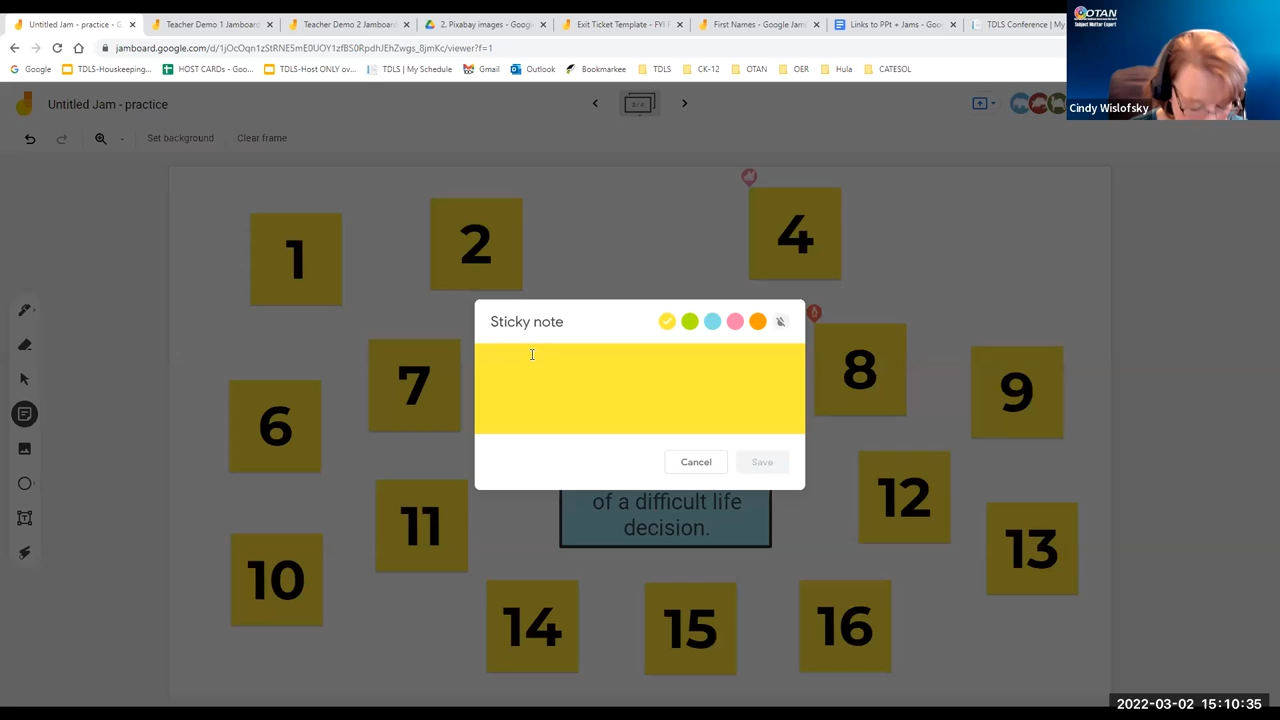 Untitled Jam - practice - G
Teacher Demo 1 Jamboard
Teacher Demo 2 Jamboard
2. Pixabay images - Google
Exit Ticket Template - FYI F
First Names - Google Jam
Links to PPt + Jams - Goo
TDLS Conference | My
jamboard.google.com/d/1jOcOqn1zStRNE5mE0UOY1zfBS0RpdhJEhZwgs_8jmKc/viewer?f=1
Google
TDLS-Housekeeping...
HOST CARDs - Goo...
TDLS-Host ONLY ov...
TDLS | My Schedule
Gmail
Outlook
Bookmarkee
TDLS
CK-12
OTAN
OER
Hula
CATESOL
OTAN
Subject Matter Expert
Cindy Wislofsky
Untitled Jam - practice
2 / 4
Set background
Clear frame
1
2
4
Sticky note
6
7
8
9
Cancel
Save
of a difficult life
decision.
10
11
12
13
14
15
16
2022-03-02 15:10:35